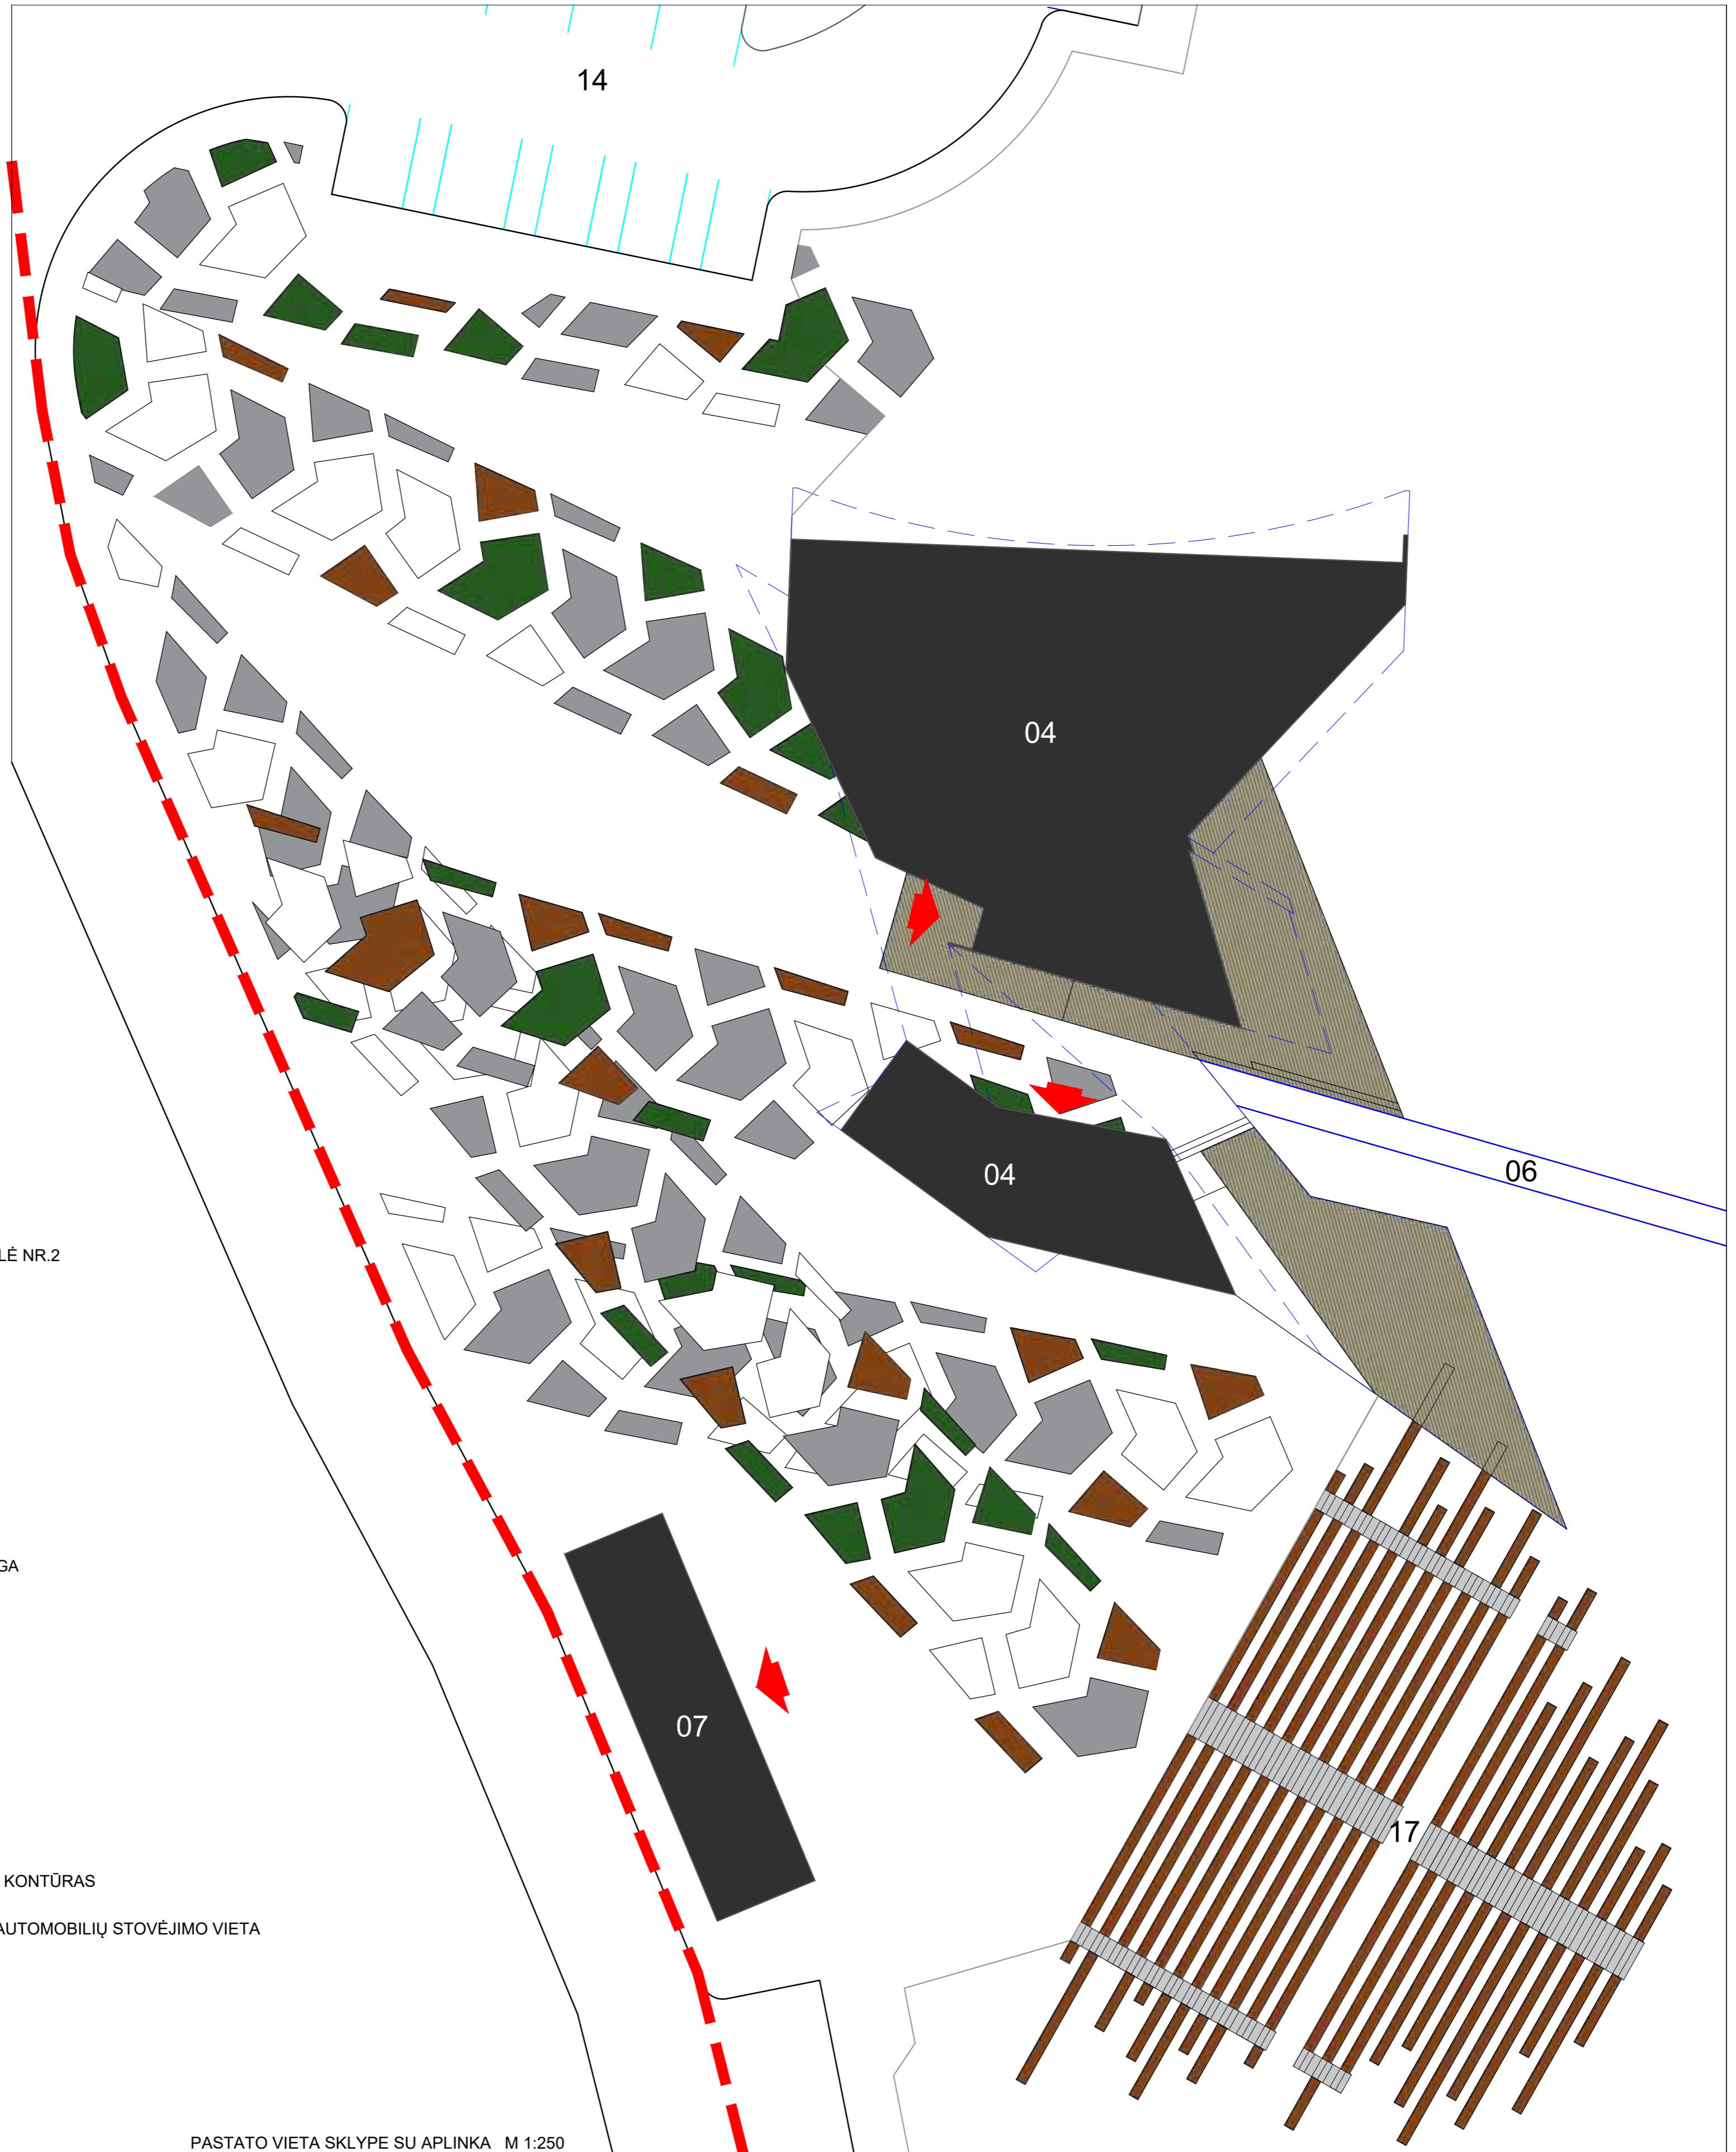 14
04
04
06
LĖ NR.2
GA
07
17
KONTŪRAS
AUTOMOBILIŲ STOVĖJIMO VIETA
PASTATO VIETA SKLYPE SU APLINKA M 1:250